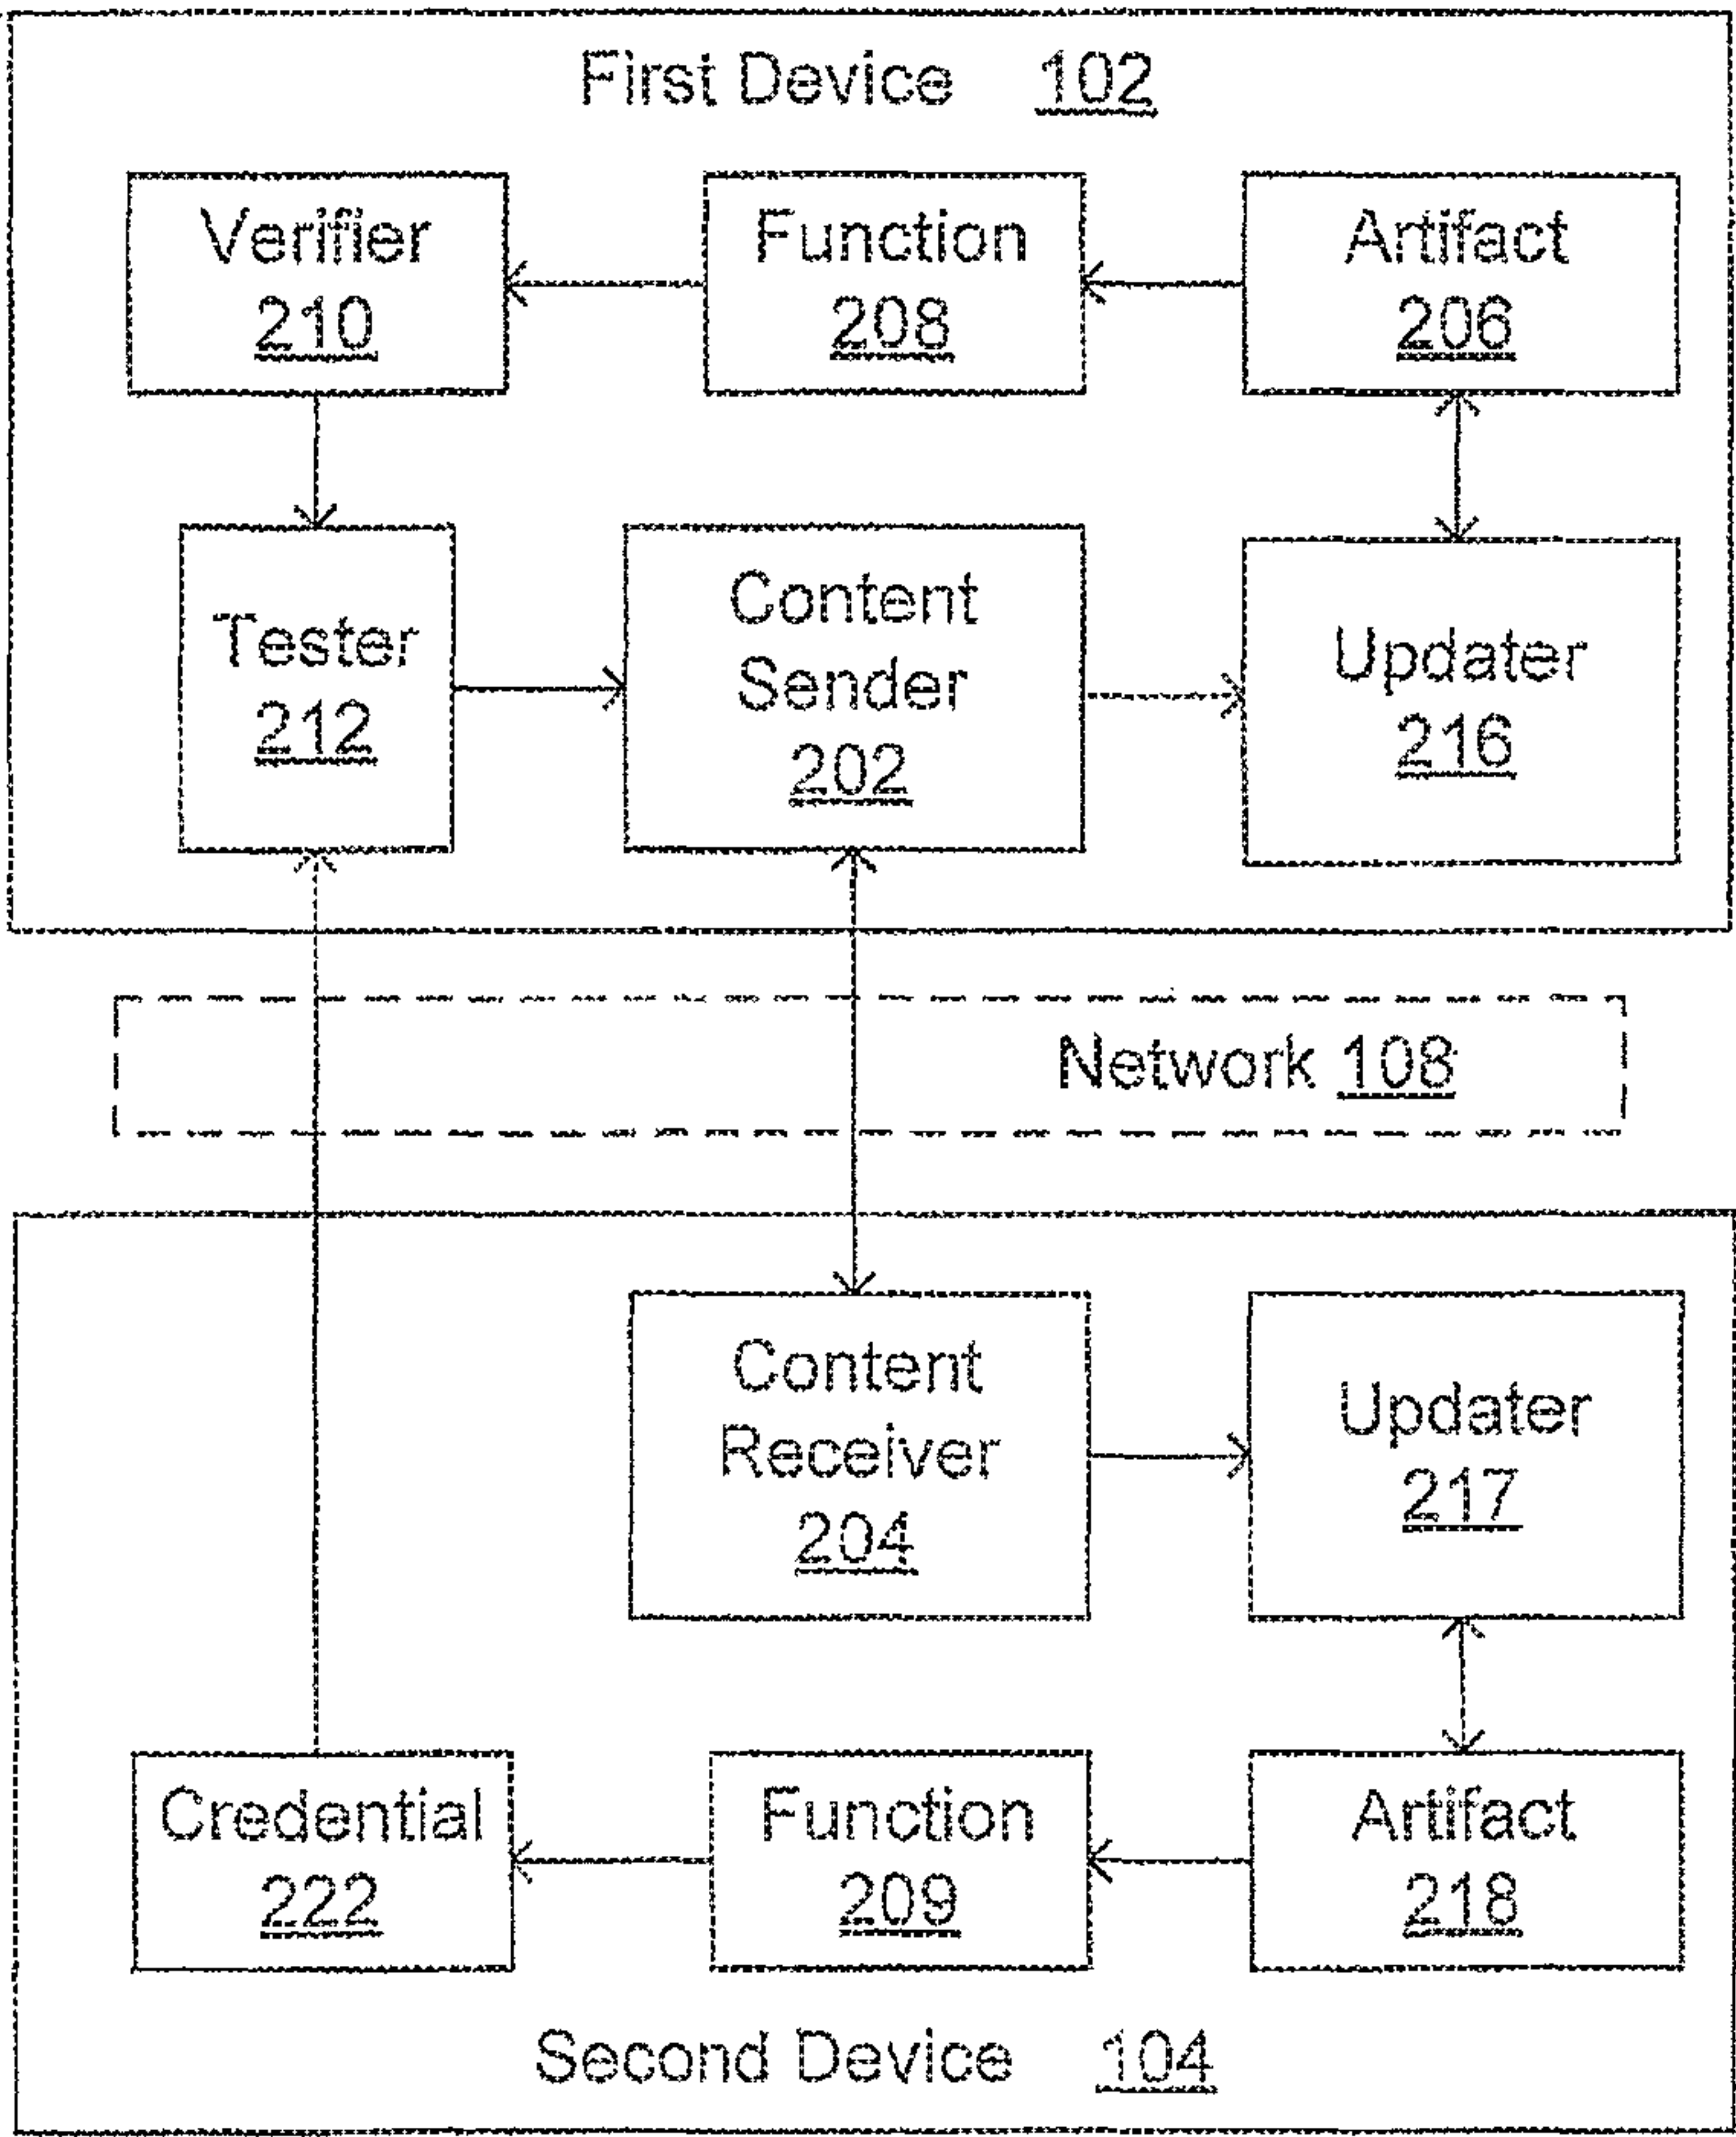 First Device 102
Verifier
210
Function
208
Artifact
206
Tester
212
Content
Sender
202
Updater
216
Network 108
Content
Receiver
204
Updater
217
Credential
222
Function
209
Artifact
218
Second Device 104